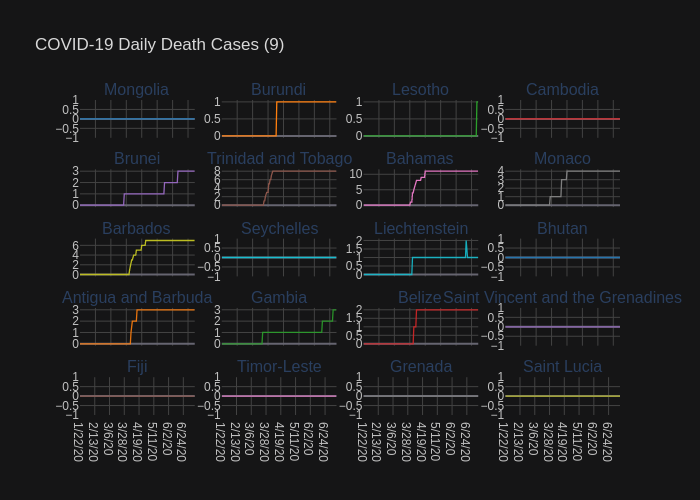 COVID-19 Daily Death Cases (9)
Mongolia Burundi Lesotho Cambodia
1 0.5 0 −0.5 −1
1 0.5 0
1 0.5 0
1 0.5 0 −0.5 −1
Brunei Trinidad and Tobago Bahamas Monaco
3 2 1 0
8 6 4 2 0
10 5 0
4 3 2 1 0
Barbados Seychelles Liechtenstein Bhutan
6 4 2 0
1 0.5 0 −0.5 −1
2 1.5 1 0.5 0
1 0.5 0 −0.5 −1
Antigua and Barbuda Gambia Belize Saint Vincent and the Grenadines
3 2 1 0
3 2 1 0
2 1.5 1 0.5 0
1 0.5 0 −0.5 −1
Fiji Timor-Leste Grenada Saint Lucia
1 0.5 0 −0.5 −1
1 0.5 0 −0.5 −1
1 0.5 0 −0.5 −1
1 0.5 0 −0.5 −1
1/22/20 2/13/20 3/6/20 3/28/20 4/19/20 5/11/20 6/2/20 6/24/20
1/22/20 2/13/20 3/6/20 3/28/20 4/19/20 5/11/20 6/2/20 6/24/20
1/22/20 2/13/20 3/6/20 3/28/20 4/19/20 5/11/20 6/2/20 6/24/20
1/22/20 2/13/20 3/6/20 3/28/20 4/19/20 5/11/20 6/2/20 6/24/20